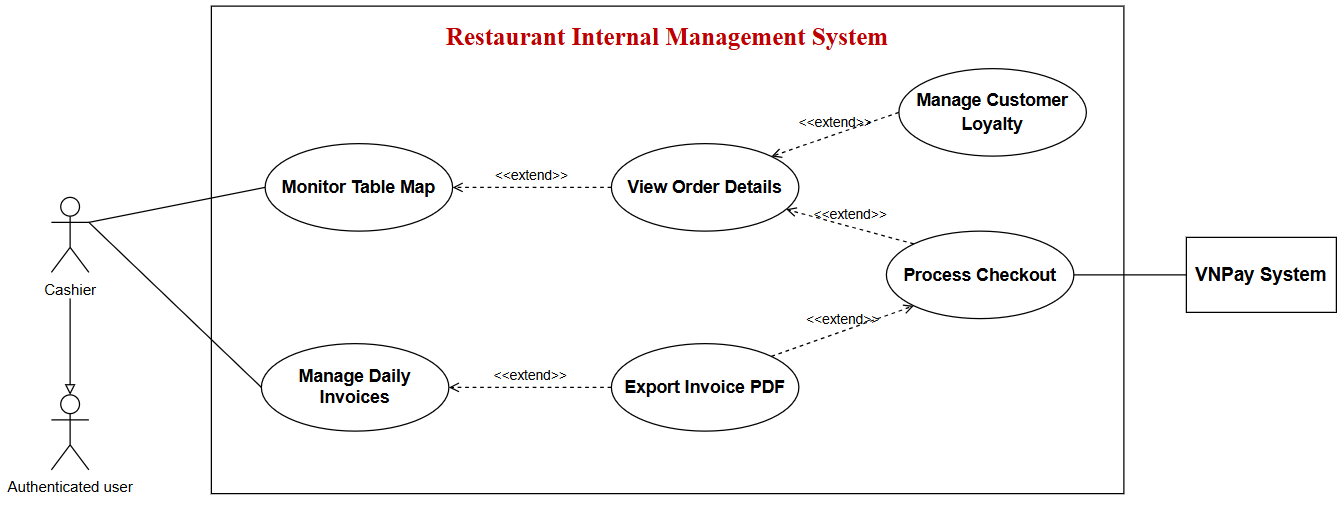 Restaurant Internal Management System
Manage Customer
Loyalty
<<extend>>
Monitor Table Map
<<extend>>
View Order Details
<<extend>>
Process Checkout
VNPay System
Cashier
<<extend>>
Manage Daily
Invoices
<<extend>>
Export Invoice PDF
Authenticated user